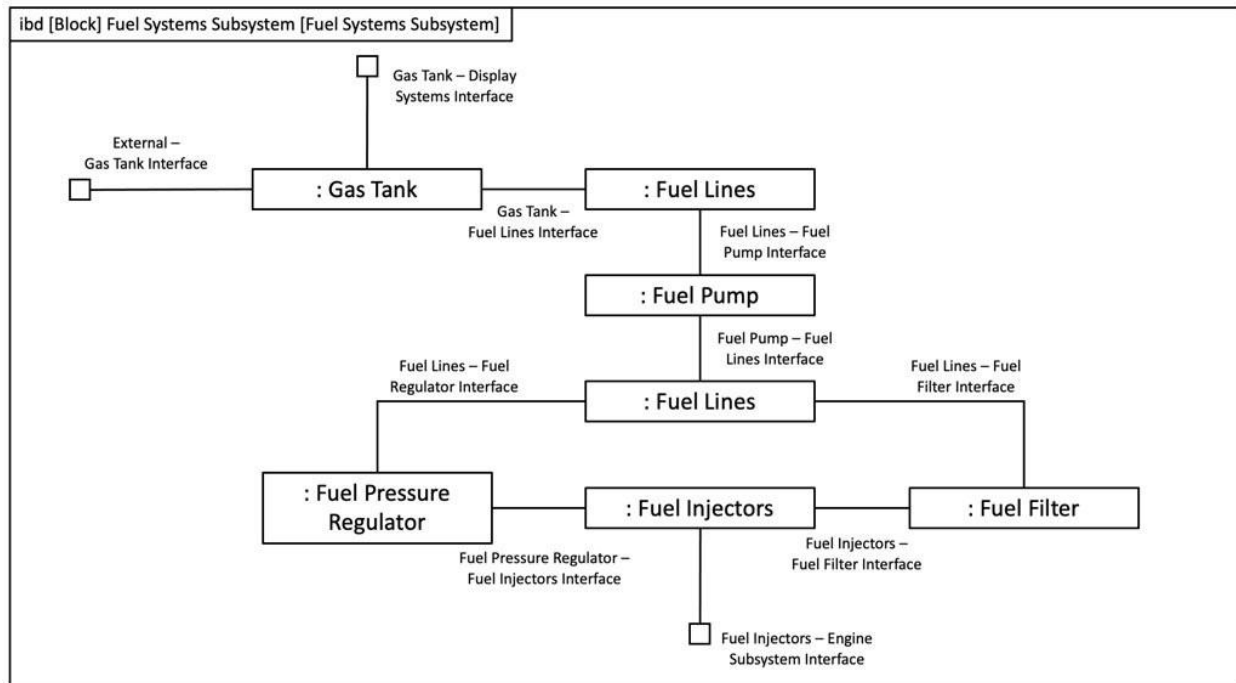 ibd [Block] Fuel Systems Subsystem [Fuel Systems Subsystem]
Gas Tank – Display
Systems Interface
External –
Gas Tank Interface
: Gas Tank
: Fuel Lines
Gas Tank –
Fuel Lines Interface
Fuel Lines – Fuel
Pump Interface
: Fuel Pump
Fuel Pump – Fuel
Lines Interface
Fuel Lines – Fuel
Regulator Interface
Fuel Lines – Fuel
Filter Interface
: Fuel Lines
: Fuel Pressure
Regulator
: Fuel Injectors
: Fuel Filter
Fuel Pressure Regulator –
Fuel Injectors Interface
Fuel Injectors –
Fuel Filter Interface
Fuel Injectors – Engine
Subsystem Interface